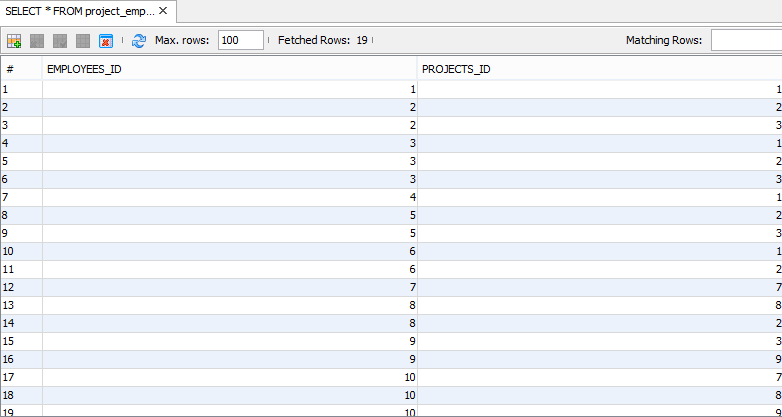 SELECT * FROM project_emp...
Max. rows: 100 Fetched Rows: 19 Matching Rows:
# EMPLOYEES_ID PROJECTS_ID
1 1 1
2 2 2
3 2 3
4 3 1
5 3 2
6 3 3
7 4 1
8 5 2
9 5 3
10 6 1
11 6 2
12 7 7
13 8 8
14 8 2
15 9 3
16 9 9
17 10 7
18 10 8
19 10 9